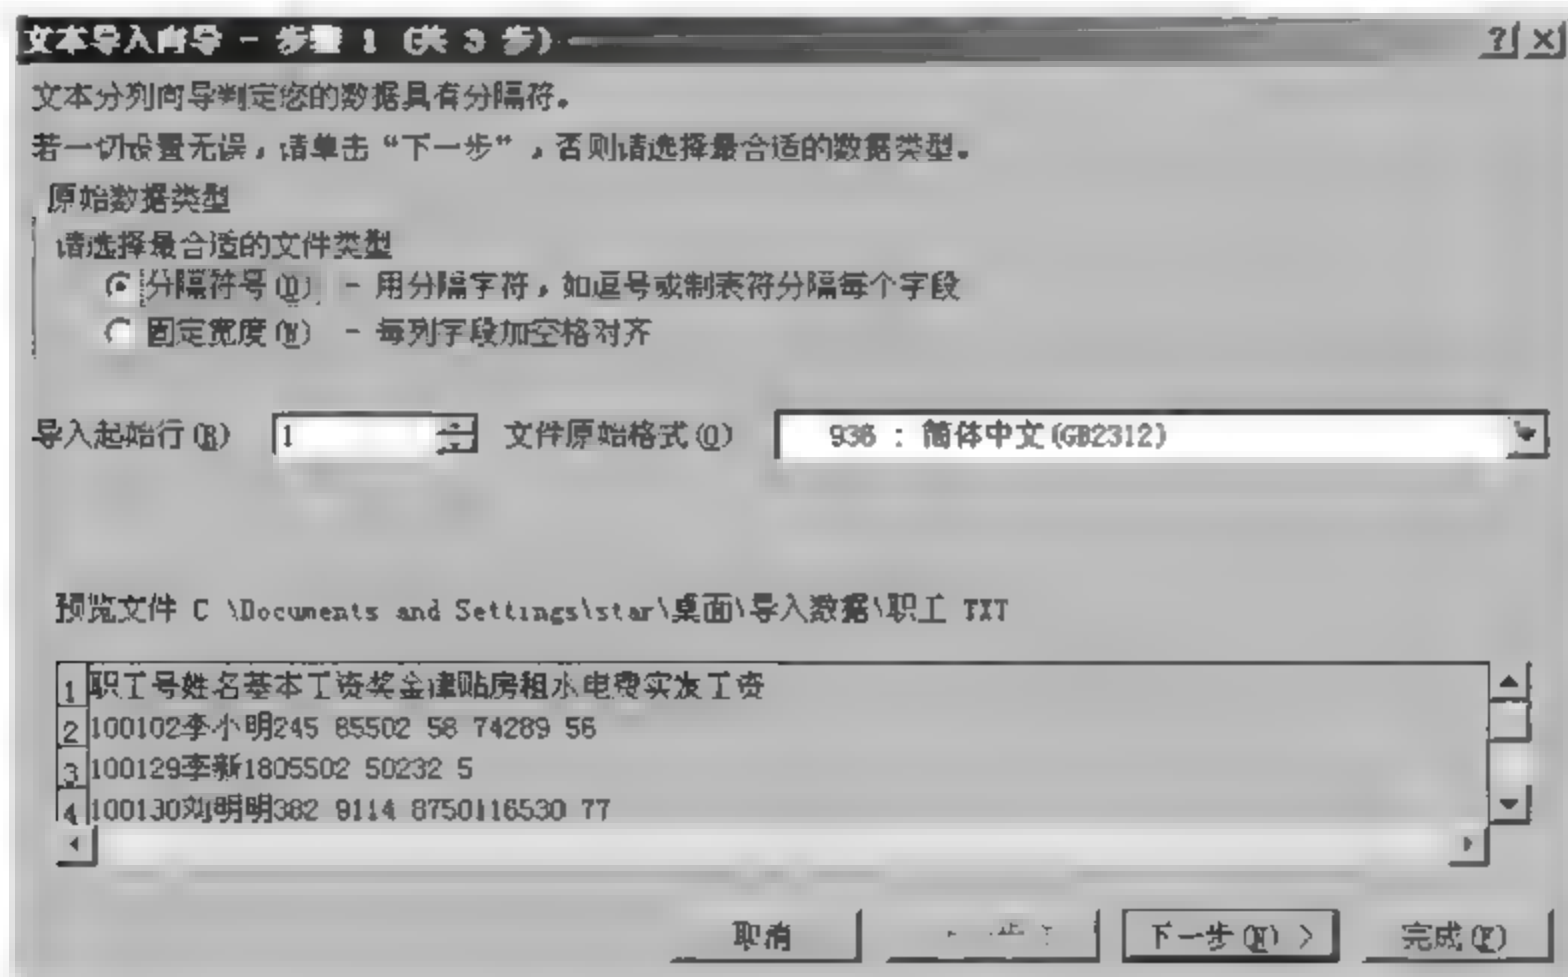 文本导入向导 - 步骤 1 (共 3 步)
文本分列向导判定您的数据具有分隔符。
若一切设置无误，请单击“下一步”，否则请选择最合适的数据类型。
原始数据类型
请选择最合适的文件类型
分隔符号(D) - 用分隔字符，如逗号或制表符分隔每个字段
固定宽度(W) - 每列字段加空格对齐
导入起始行(R) 1 文件原始格式(O) 936 : 简体中文(GB2312)
预览文件 C \Documents and Settings\star\桌面\导入数据\职工 TXT
1 职工号姓名基本工资奖金津贴房租水电费实发工资
2 100102李小明245 85502 58 74289 56
3 100129李新1805502 50232 5
4 100130刘明明382 9114 8750116530 77
取消 下一步(N) > 完成(F)